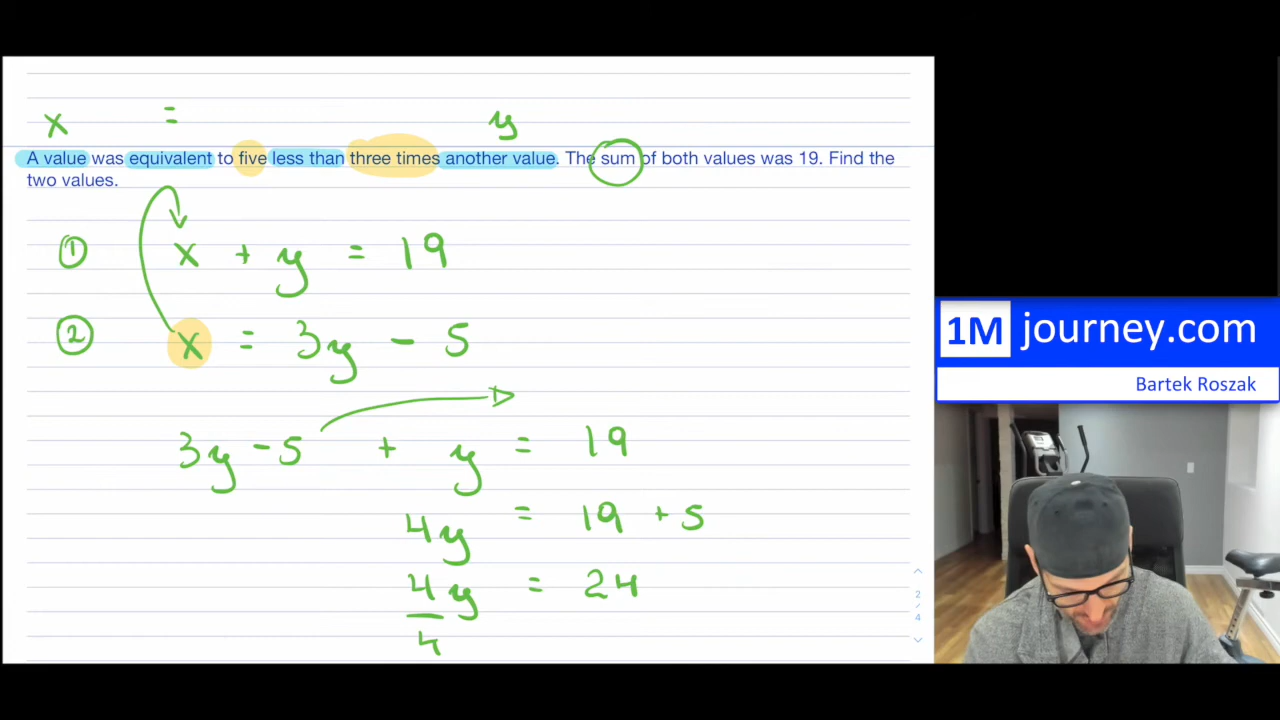 x = y
A value was equivalent to five less than three times another value. The sum of both values was 19. Find the
two values.
① x + y = 19
② x = 3y - 5
3y - 5 + y = 19
4y = 19 + 5
4y = 24
4
2
/
4
1M journey.com
Bartek Roszak